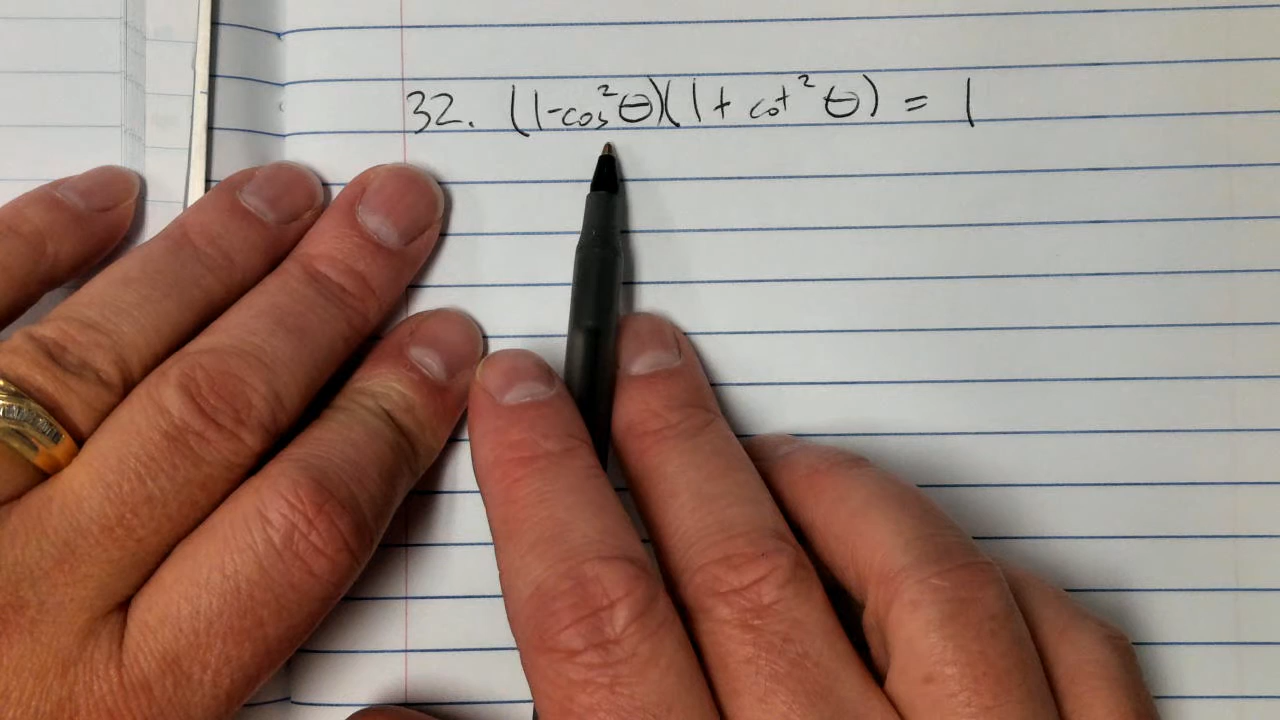 32. (1-cos²θ)(1+cot²θ) = 1